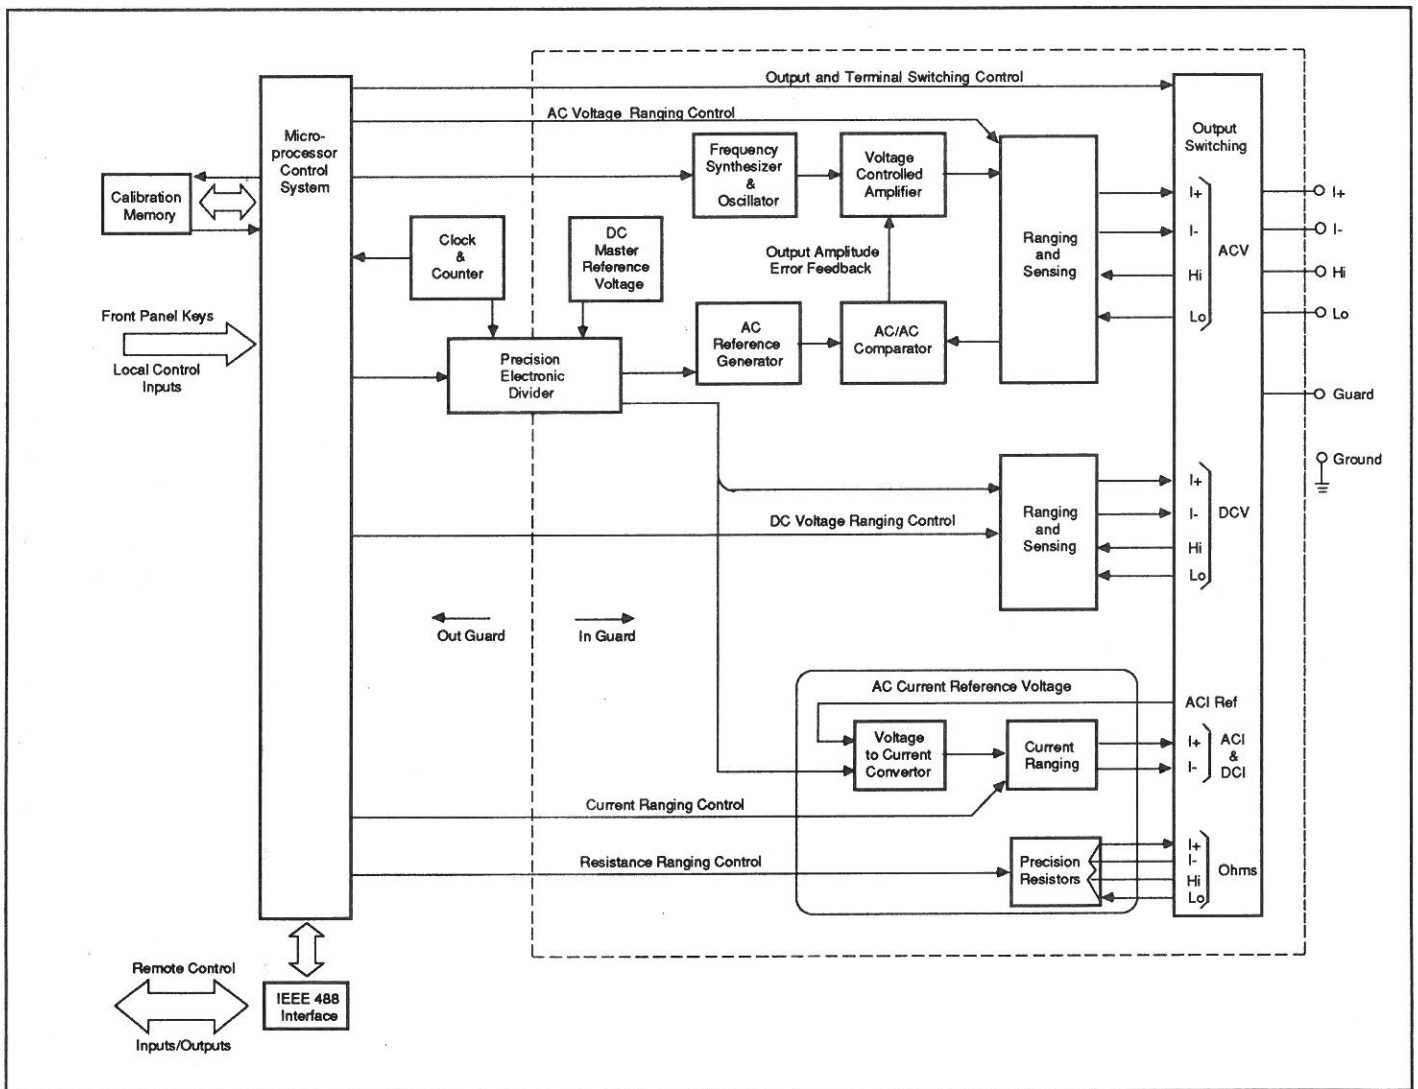 Output and Terminal Switching Control
AC Voltage Ranging Control
Micro-
processor
Control
System
Frequency
Synthesizer
&
Oscillator
Voltage
Controlled
Amplifier
Output
Switching
Calibration
Memory
Clock
&
Counter
DC
Master
Reference
Voltage
Output Amplitude
Error Feedback
Ranging
and
Sensing
I+
I-
Hi
Lo
ACV
I+
I-
Hi
Lo
Guard
Ground
Front Panel Keys
Local Control
Inputs
Precision
Electronic
Divider
AC
Reference
Generator
AC/AC
Comparator
DC Voltage Ranging Control
Ranging
and
Sensing
I+
I-
Hi
Lo
DCV
Out Guard
In Guard
AC Current Reference Voltage
ACI Ref
Voltage
to Current
Convertor
Current
Ranging
I+
I-
ACI
&
DCI
Current Ranging Control
Resistance Ranging Control
Precision
Resistors
I+
I-
Hi
Lo
Ohms
Remote Control
Inputs/Outputs
IEEE 488
Interface